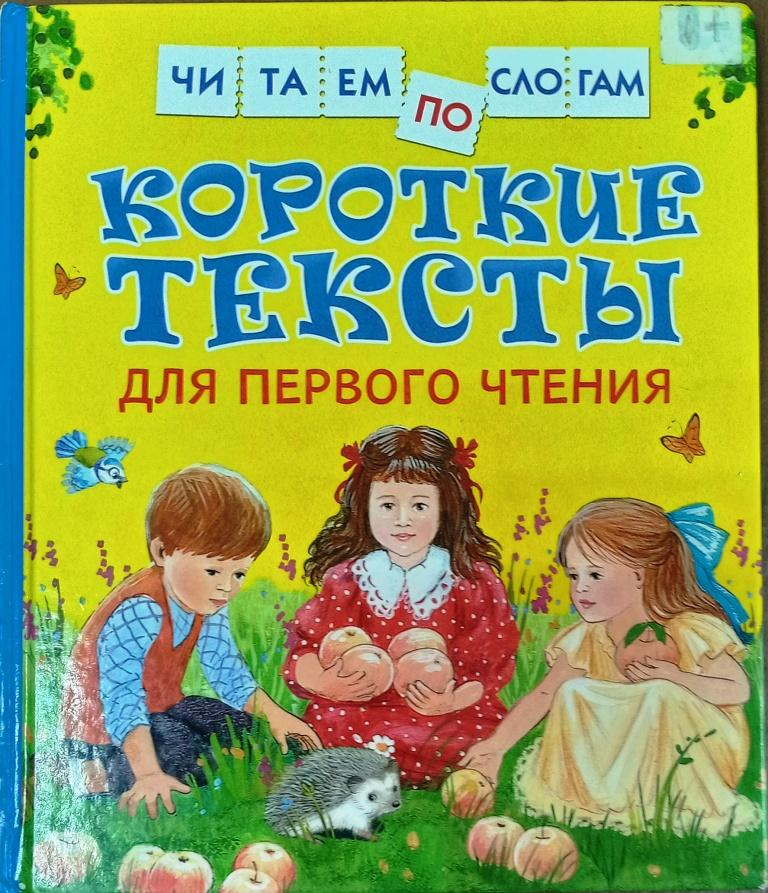 ЧИ ТА ЕМ ПО СЛО ГАМ
КОРОТКИЕ
ТЕКСТЫ
ДЛЯ ПЕРВОГО ЧТЕНИЯ
0+